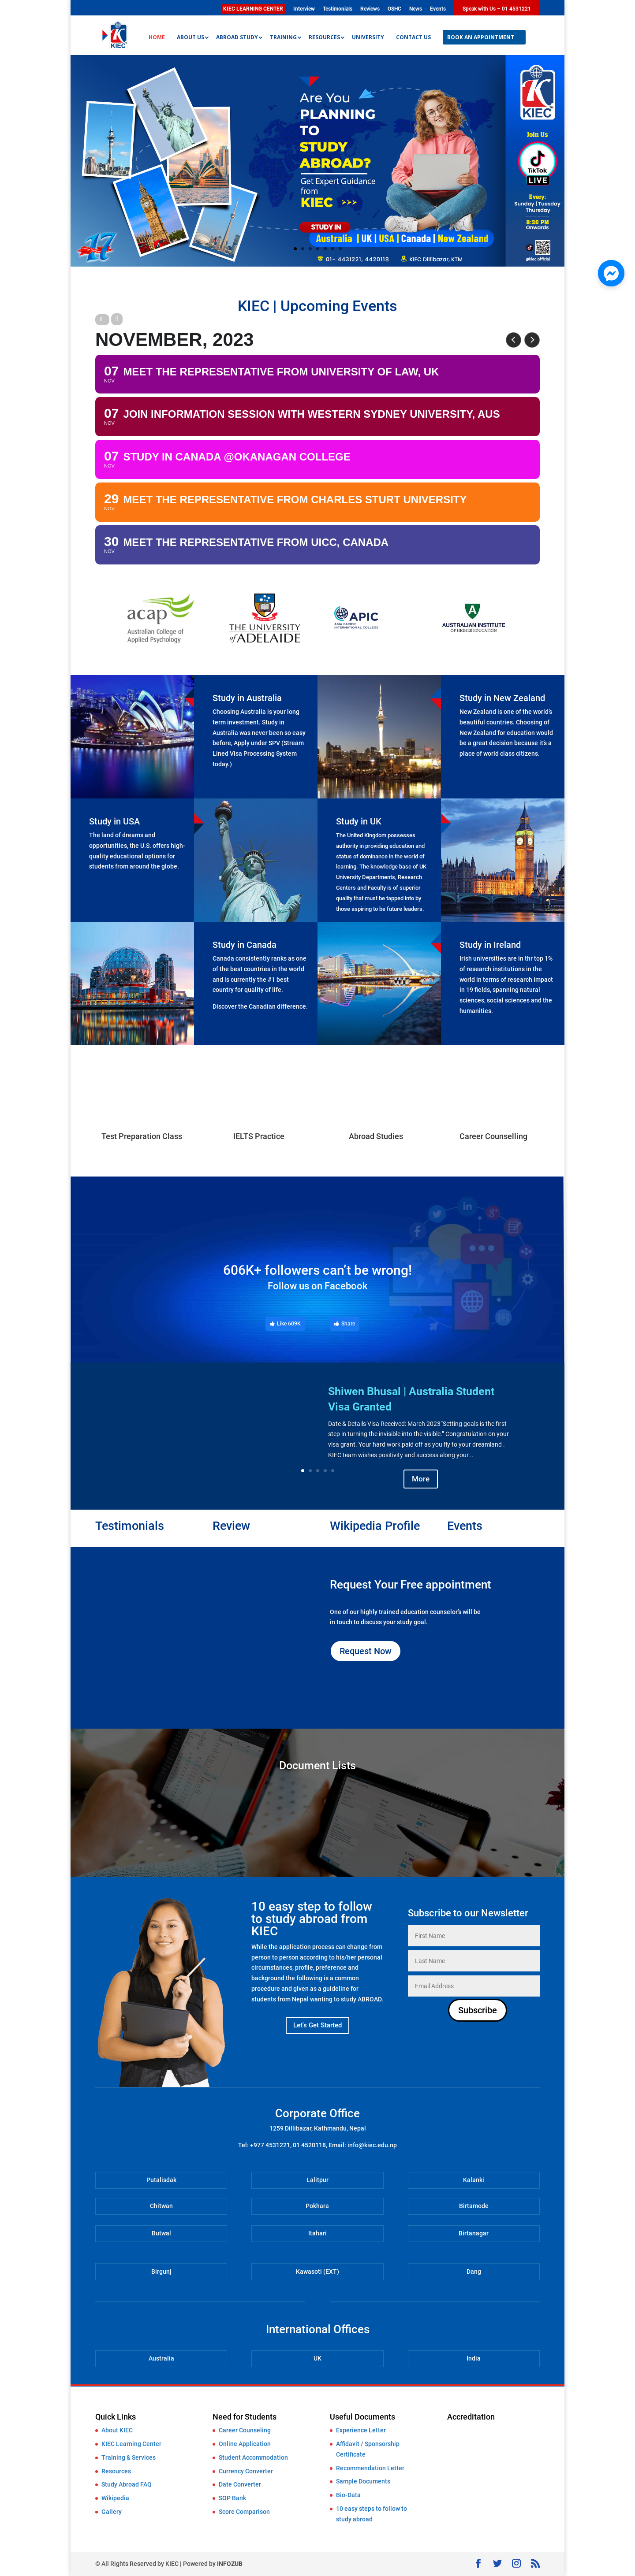 KIEC LEARNING CENTER
Interview
Testimonials
Reviews
OSHC
News
Events
Speak with Us – 01 4531221
KIEC
HOME
ABOUT US
ABROAD STUDY
TRAINING
RESOURCES
UNIVERSITY
CONTACT US
BOOK AN APPOINTMENT
Are You
PLANNING
TO
STUDY
ABROAD?
Get Expert Guidance
from
KIEC >>>
STUDY IN
Australia | UK | USA | Canada | New Zealand
01- 4431221, 4420118
KIEC Dillibazar, KTM
17
KIEC
Join Us
TikTok
LIVE
Every:
Sunday | Tuesday
Thursday
8:30 PM
Onwards
@kiec.official
KIEC | Upcoming Events
NOVEMBER, 2023
07 MEET THE REPRESENTATIVE FROM UNIVERSITY OF LAW, UK
NOV
07 JOIN INFORMATION SESSION WITH WESTERN SYDNEY UNIVERSITY, AUS
NOV
07 STUDY IN CANADA @OKANAGAN COLLEGE
NOV
29 MEET THE REPRESENTATIVE FROM CHARLES STURT UNIVERSITY
NOV
30 MEET THE REPRESENTATIVE FROM UICC, CANADA
NOV
acap
Australian College of
Applied Psychology
THE UNIVERSITY
of ADELAIDE
APIC
ASIA PACIFIC
INTERNATIONAL COLLEGE
AUSTRALIAN INSTITUTE
OF HIGHER EDUCATION
Study in Australia
Choosing Australia is your long
term investment. Study in
Australia was never been so easy
before, Apply under SPV (Stream
Lined Visa Processing System
today.)
Study in New Zealand
New Zealand is one of the world's
beautiful countries. Choosing of
New Zealand for education would
be a great decision because it's a
place of world class citizens.
Study in USA
The land of dreams and
opportunities, the U.S. offers high-
quality educational options for
students from around the globe.
Study in UK
The United Kingdom possesses
authority in providing education and
status of dominance in the world of
learning. The knowledge base of UK
University Departments, Research
Centers and Faculty is of superior
quality that must be tapped into by
those aspiring to be future leaders.
Study in Canada
Canada consistently ranks as one
of the best countries in the world
and is currently the #1 best
country for quality of life.
Discover the Canadian difference.
Study in Ireland
Irish universities are in thr top 1%
of research institutions in the
world in terms of research impact
in 19 fields, spanning natural
sciences, social sciences and the
humanities.
Test Preparation Class
IELTS Practice
Abroad Studies
Career Counselling
606K+ followers can't be wrong!
Follow us on Facebook
Like 609K
Share
Shiwen Bhusal | Australia Student
Visa Granted
Date & Details Visa Received: March 2023"Setting goals is the first
step in turning the invisible into the visible." Congratulation on your
visa grant. Your hard work paid off as you fly to your dreamland .
KIEC team wishes positivity and success along your...
More
Testimonials
Review
Wikipedia Profile
Events
Request Your Free appointment
One of our highly trained education counselor's will be
in touch to discuss your study goal.
Request Now
Document Lists
10 easy step to follow
to study abroad from
KIEC
While the application process can change from
person to person according to his/her personal
circumstances, profile, preference and
background the following is a common
procedure and given as a guideline for
students from Nepal wanting to study ABROAD.
Let's Get Started
Subscribe to our Newsletter
First Name
Last Name
Email Address
Subscribe
Corporate Office
1259 Dillibazar, Kathmandu, Nepal
Tel: +977 4531221, 01 4520118, Email: info@kiec.edu.np
Putalisdak
Lalitpur
Kalanki
Chitwan
Pokhara
Birtamode
Butwal
Itahari
Birtanagar
Birgunj
Kawasoti (EXT)
Dang
International Offices
Australia
UK
India
Quick Links
About KIEC
KIEC Learning Center
Training & Services
Resources
Study Abroad FAQ
Wikipedia
Gallery
Need for Students
Career Counseling
Online Application
Student Accommodation
Currency Converter
Date Converter
SOP Bank
Score Comparison
Useful Documents
Experience Letter
Affidavit / Sponsorship
Certificate
Recommendation Letter
Sample Documents
Bio-Data
10 easy steps to follow to
study abroad
Accreditation
© All Rights Reserved by KIEC | Powered by INFOZUB